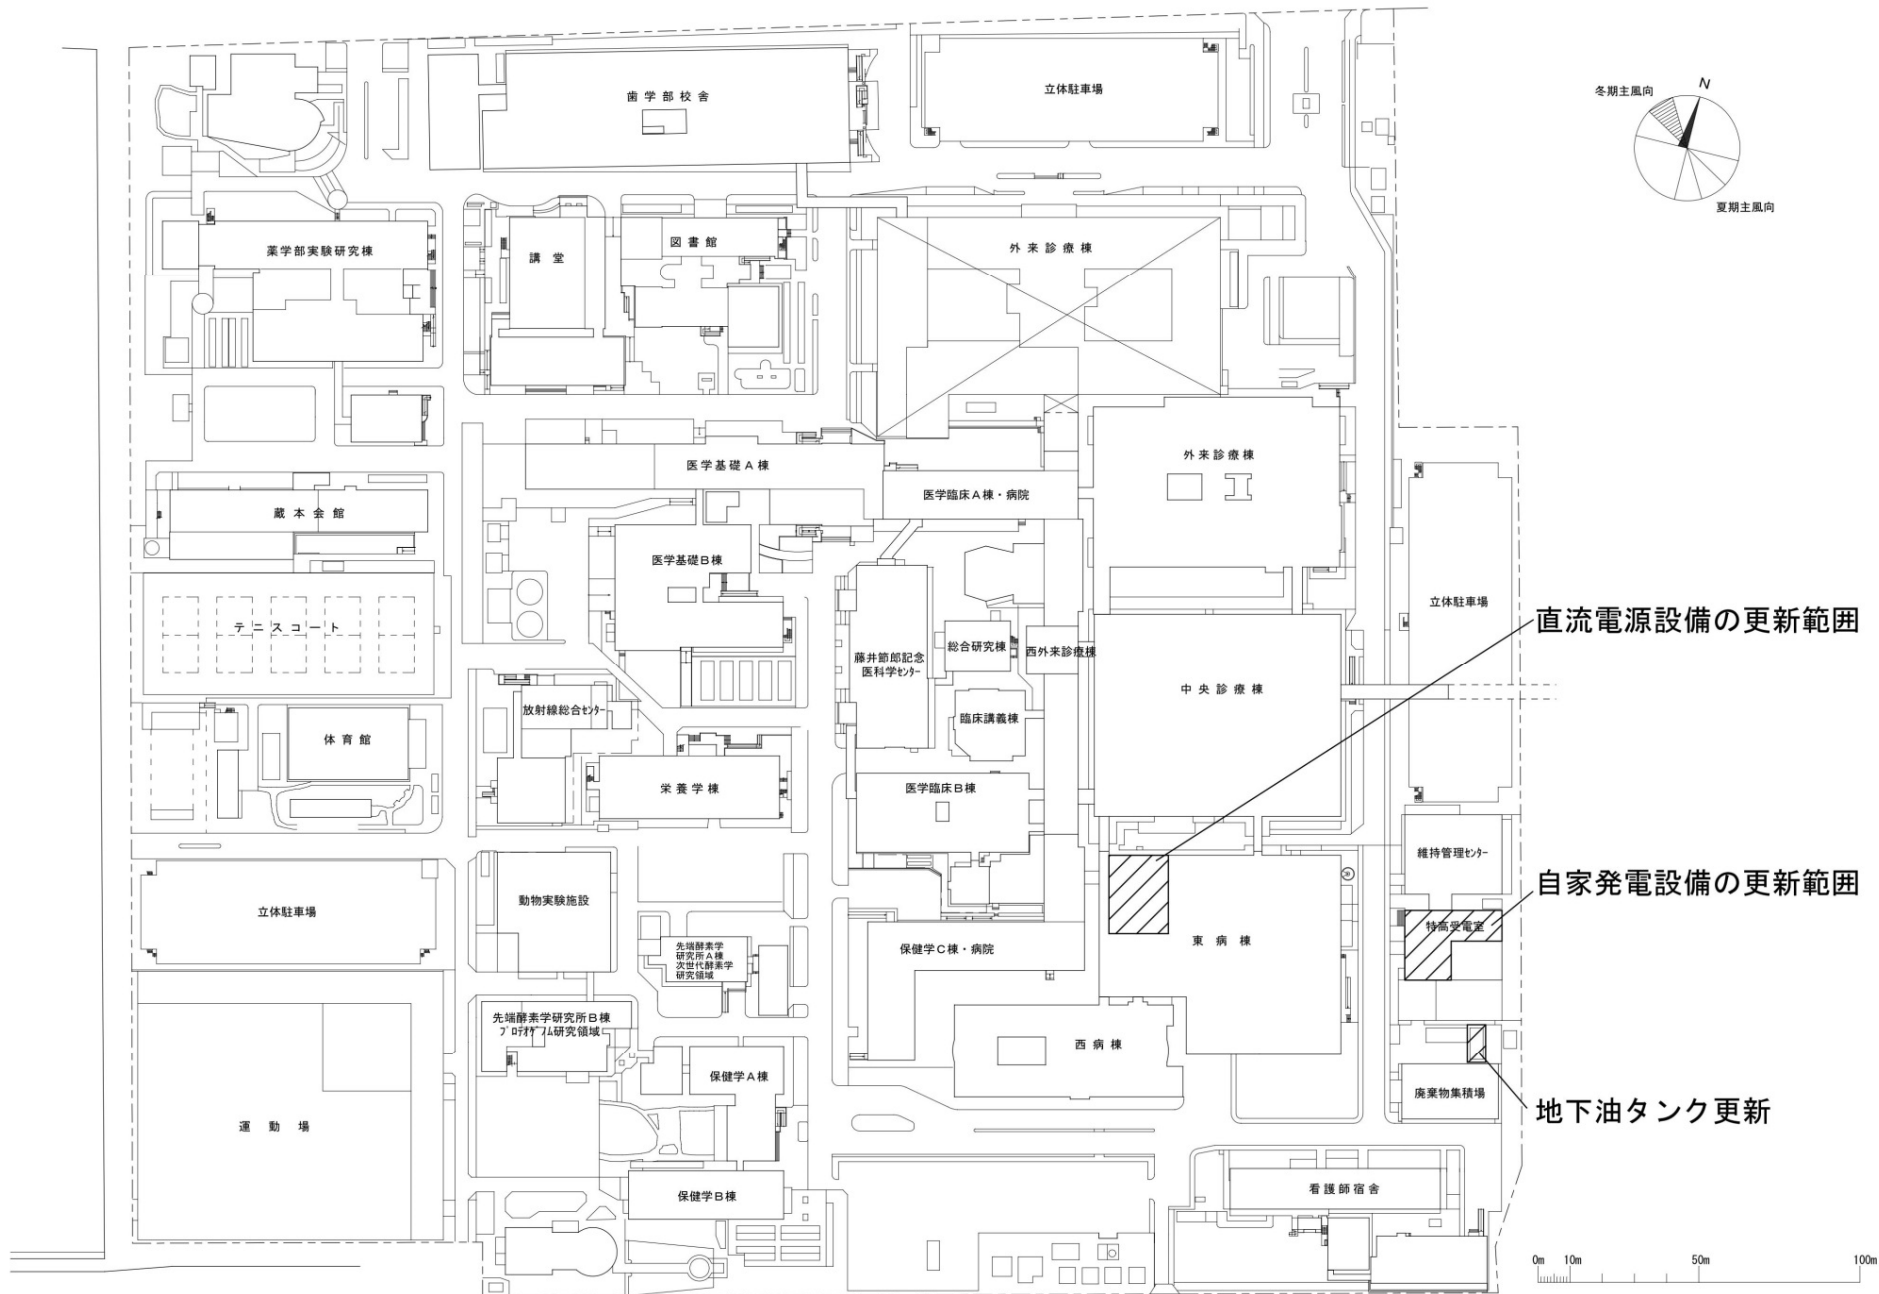 冬期主風向
N
夏期主風向
歯学部校舎
立体駐車場
薬学部実験研究棟
講堂
図書館
外来診療棟
医学基礎A棟
医学臨床A棟・病院
外来診療棟
蔵本会館
医学基礎B棟
テニスコート
藤井節郎記念
医科学センター
総合研究棟
西外来診療棟
立体駐車場
直流電源設備の更新範囲
中央診療棟
放射線総合センター
臨床講義棟
体育館
栄養学棟
医学臨床B棟
維持管理センター
自家発電設備の更新範囲
立体駐車場
動物実験施設
特高受電室
東病棟
先端酵素学
研究所A棟
次世代酵素学
研究領域
保健学C棟・病院
先端酵素学研究所B棟
プロテオゲノム研究領域
西病棟
保健学A棟
廃棄物集積場
地下油タンク更新
運動場
保健学B棟
看護師宿舎
0m 10m 50m 100m